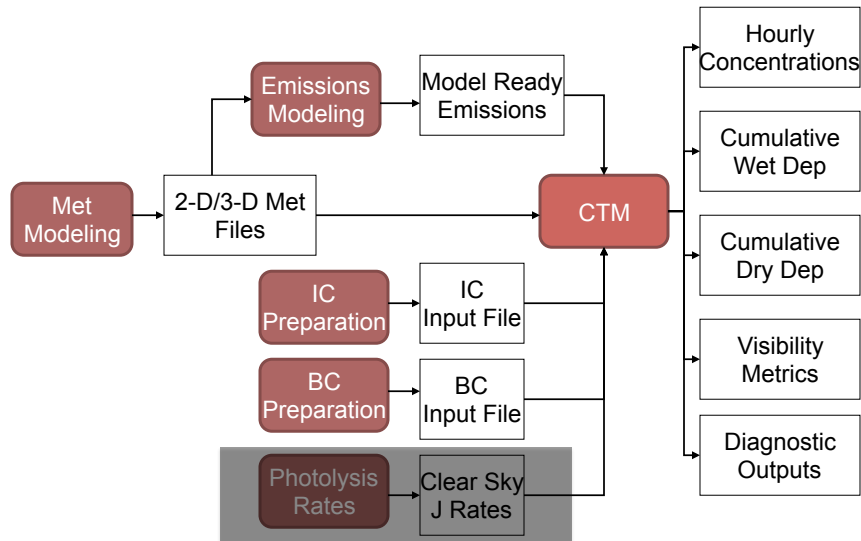 Emissions
Modeling
Model Ready
Emissions
Met
Modeling
2-D/3-D Met
Files
CTM
IC
Preparation
IC
Input File
BC
Preparation
BC
Input File
Photolysis
Rates
Clear Sky
J Rates
Hourly
Concentrations
Cumulative
Wet Dep
Cumulative
Dry Dep
Visibility
Metrics
Diagnostic
Outputs